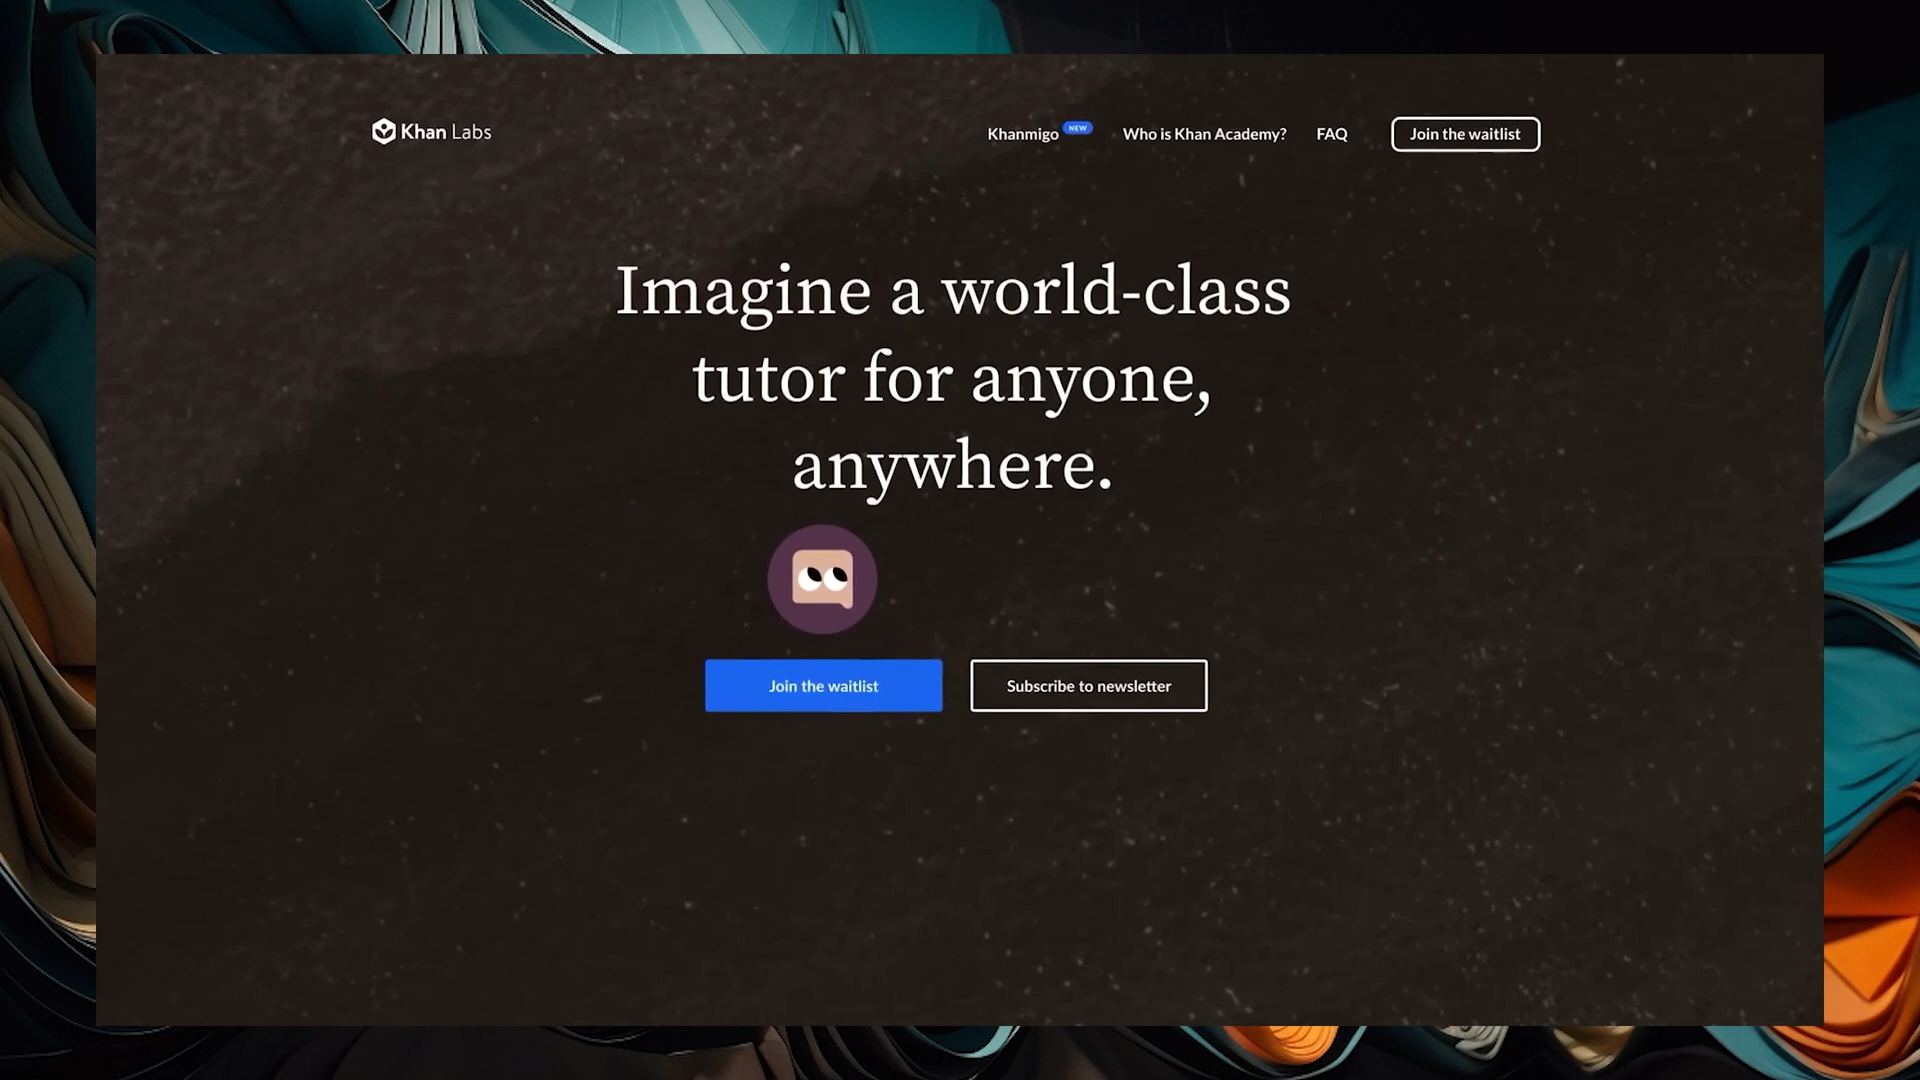 Khan Labs
Khanmigo NEW
Who is Khan Academy?
FAQ
Join the waitlist
Imagine a world-class
tutor for anyone,
anywhere.
Join the waitlist
Subscribe to newsletter